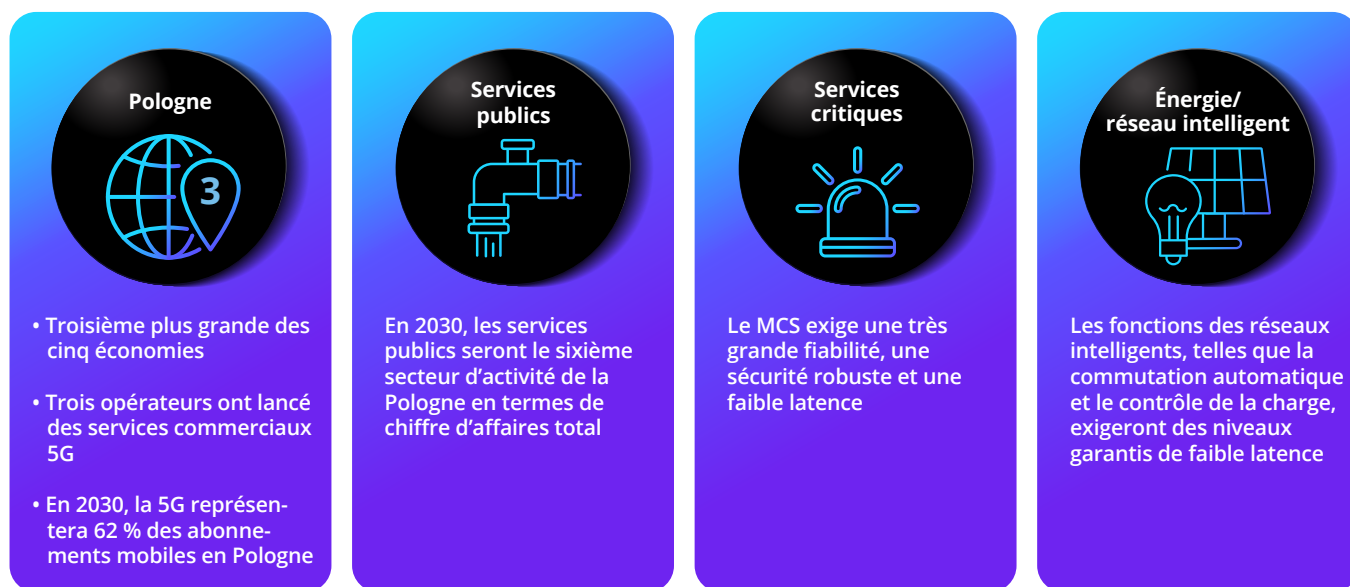 Pologne
3
• Troisième plus grande des
cinq économies
• Trois opérateurs ont lancé
des services commerciaux
5G
• En 2030, la 5G représen-
tera 62 % des abonne-
ments mobiles en Pologne
Services
publics
En 2030, les services
publics seront le sixième
secteur d’activité de la
Pologne en termes de
chiffre d’affaires total
Services
critiques
Le MCS exige une très
grande fiabilité, une
sécurité robuste et une
faible latence
Énergie/
réseau intelligent
Les fonctions des réseaux
intelligents, telles que la
commutation automatique
et le contrôle de la charge,
exigeront des niveaux
garantis de faible latence